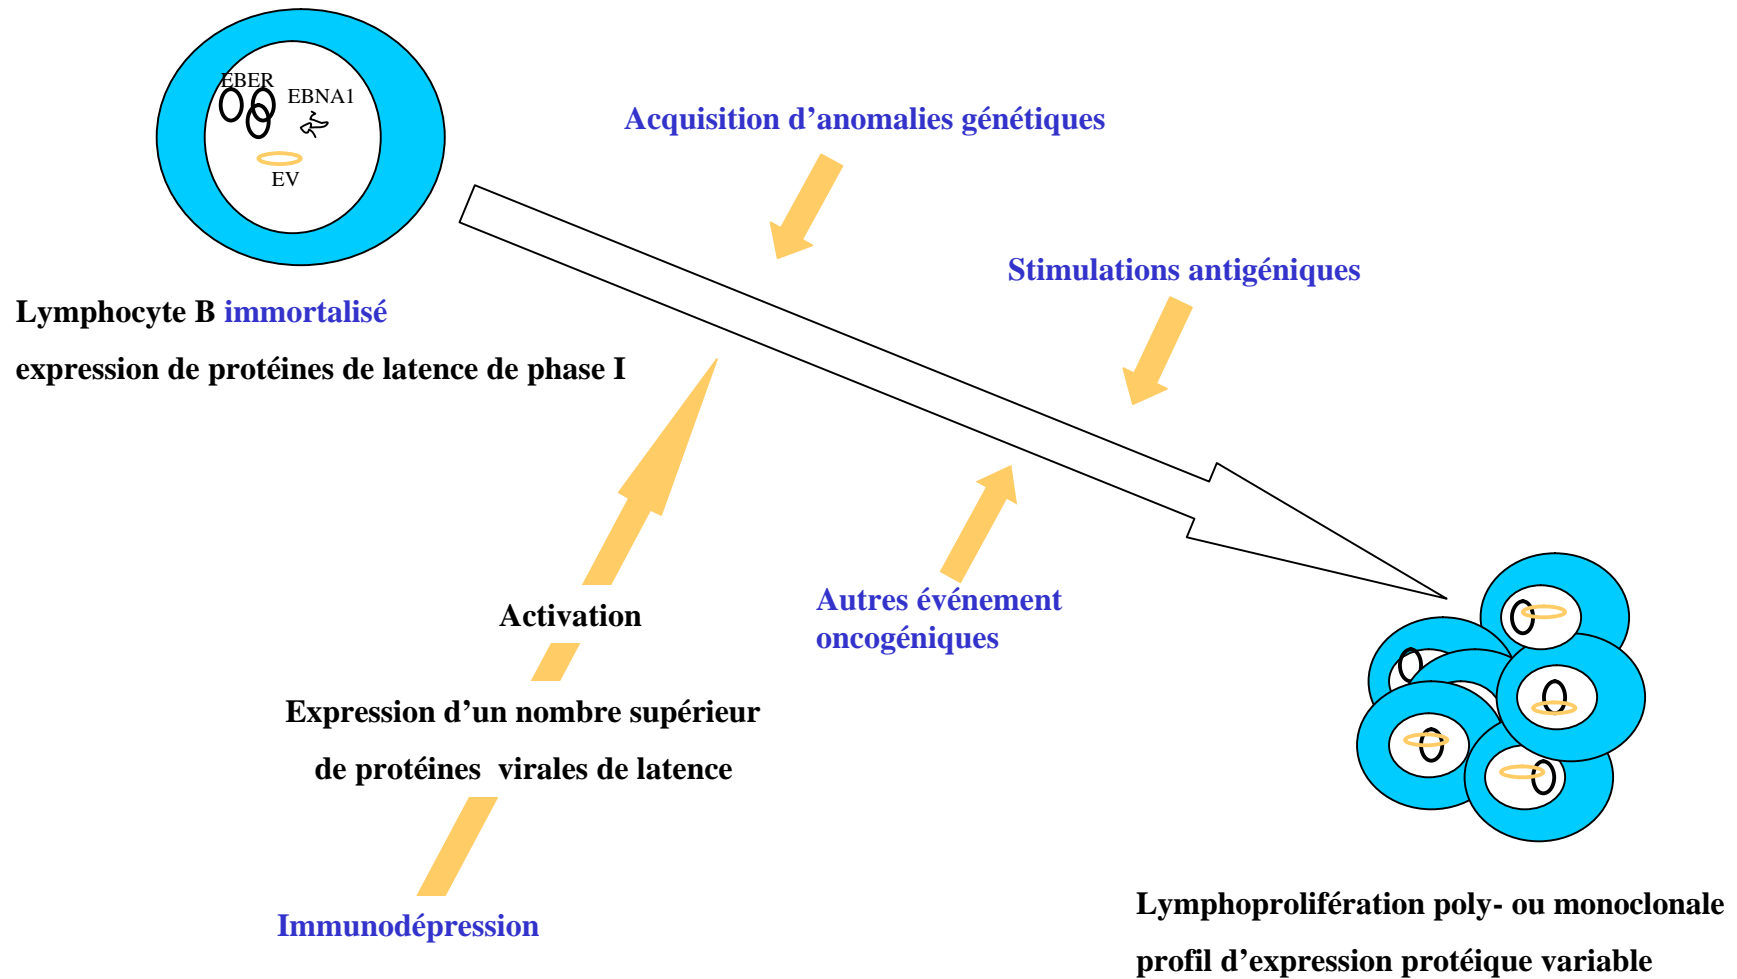 EBER
EBNA1
EV
Acquisition d’anomalies génétiques
Stimulations antigéniques
Lymphocyte B immortalisé
expression de protéines de latence de phase I
Activation
Autres événement
oncogéniques
Expression d’un nombre supérieur
de protéines virales de latence
Immunodépression
Lymphoprolifération poly- ou monoclonale
profil d’expression protéique variable